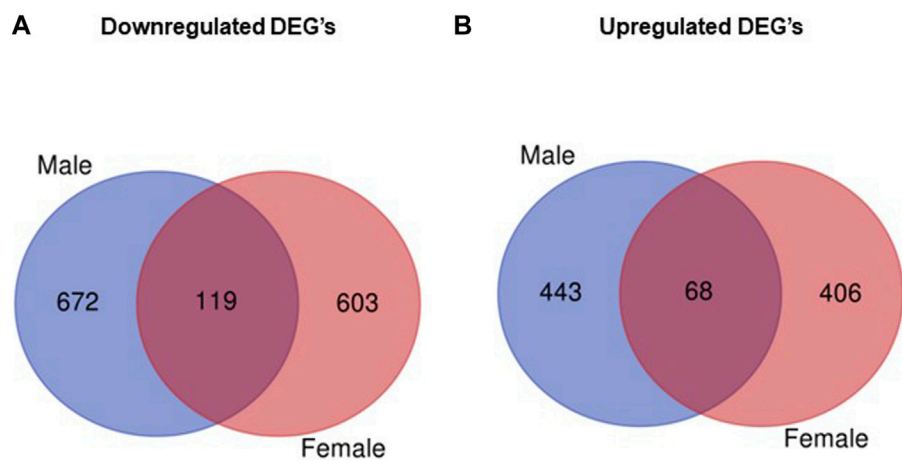 A
Downregulated DEG's
Male
672
119
603
Female
B
Upregulated DEG's
Male
443
68
406
Female